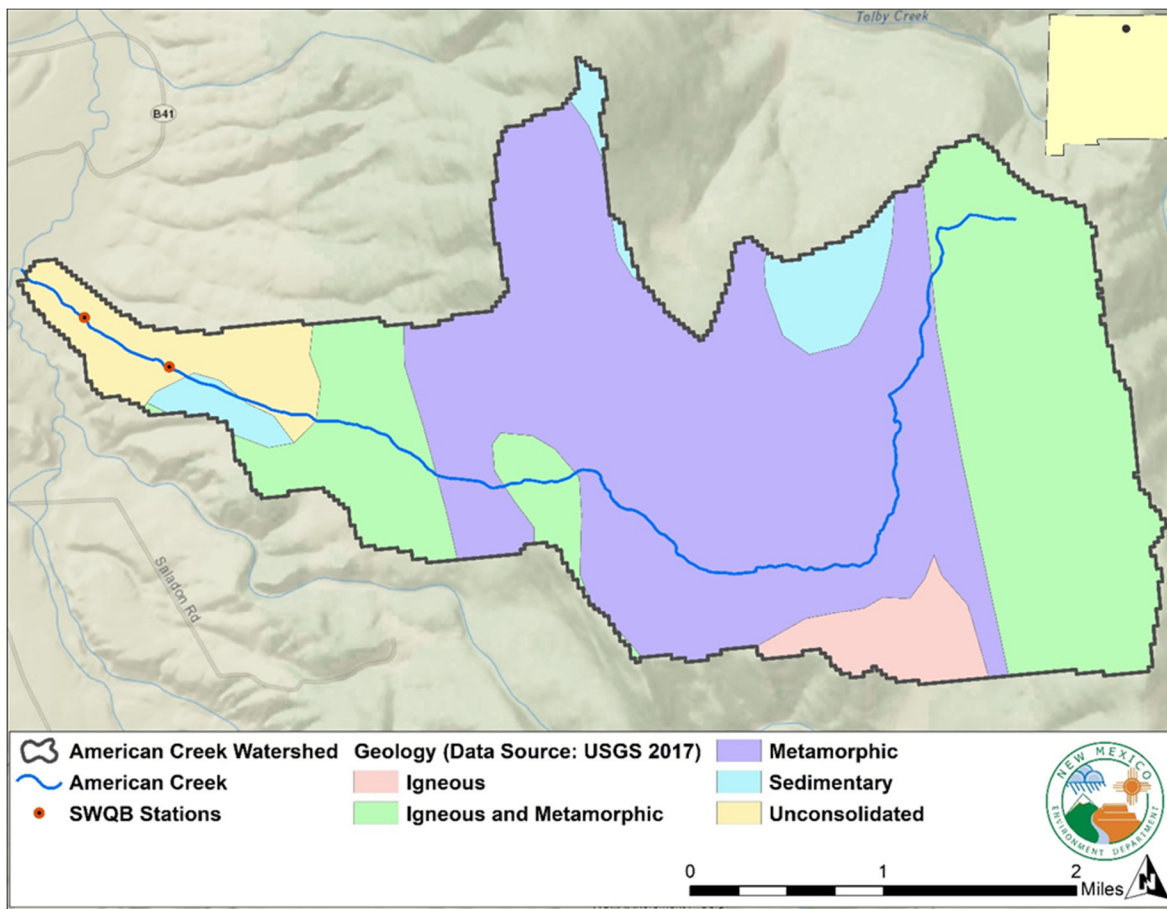 Tolby Creek
B41
Saladon Rd
American Creek Watershed
American Creek
SWQB Stations
Geology (Data Source: USGS 2017)
Igneous
Igneous and Metamorphic
Metamorphic
Sedimentary
Unconsolidated
NEW MEXICO
ENVIRONMENT DEPARTMENT
0 1 2
Miles
N